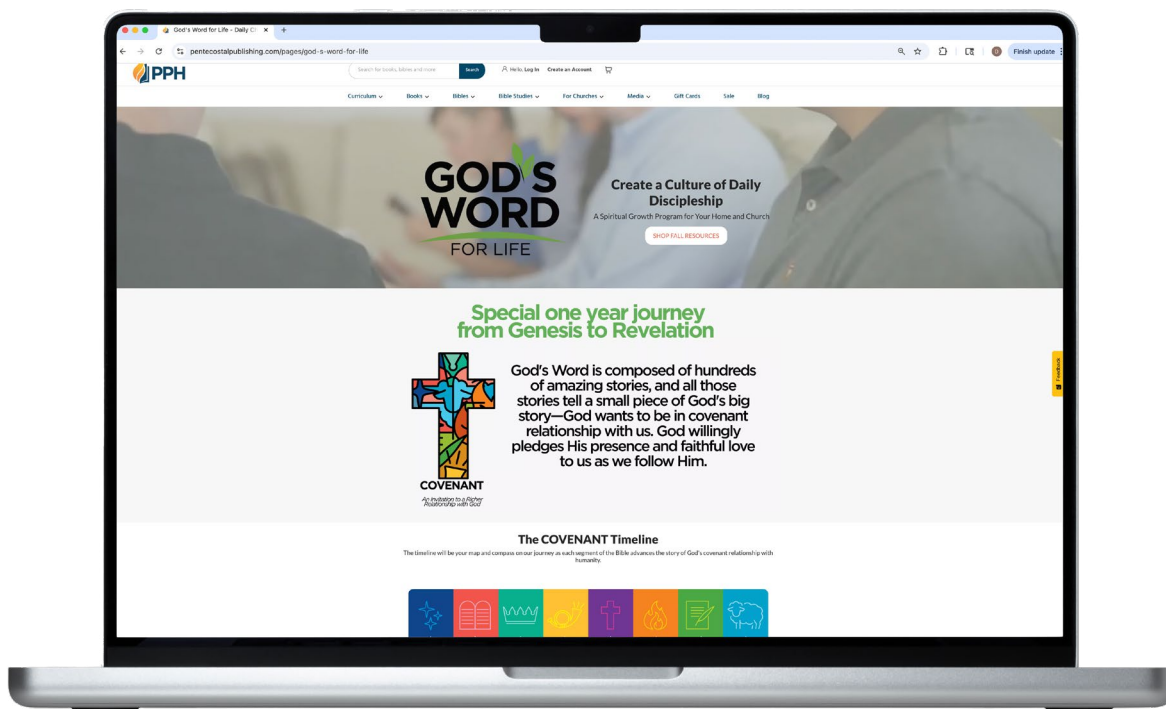 God's Word for Life - Daily C
pentecostalpublishing.com/pages/god-s-word-for-life
Finish update
PPH
Search for books, bibles and more
Search
Hello, Log In
Create an Account
Curriculum
Books
Bibles
Bible Studies
For Churches
Media
Gift Cards
Sale
Blog
GOD'S
WORD
FOR LIFE
Create a Culture of Daily
Discipleship
A Spiritual Growth Program for Your Home and Church
SHOP FALL RESOURCES
Special one year journey
from Genesis to Revelation
God's Word is composed of hundreds
of amazing stories, and all those
stories tell a small piece of God's big
story—God wants to be in covenant
relationship with us. God willingly
pledges His presence and faithful love
to us as we follow Him.
COVENANT
An Invitation to a Richer
Relationship with God
Feedback
The COVENANT Timeline
The timeline will be your map and compass on our journey as each segment of the Bible advances the story of God's covenant relationship with
humanity.